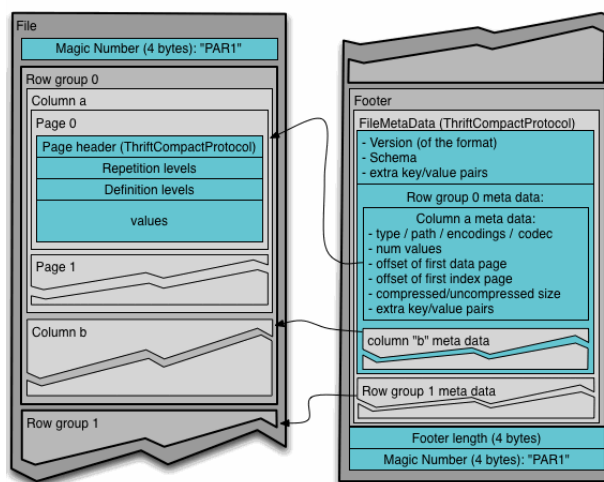 File
Magic Number (4 bytes): "PAR1"
Row group 0
Column a
Page 0
Page header (ThriftCompactProtocol)
Repetition levels
Definition levels
values
Page 1
Column b
Row group 1
Footer
FileMetaData (ThriftCompactProtocol)
- Version (of the format)
- Schema
- extra key/value pairs
Row group 0 meta data:
Column a meta data:
- type / path / encodings / codec
- num values
- offset of first data page
- offset of first index page
- compressed/uncompressed size
- extra key/value pairs
column "b" meta data
Row group 1 meta data
Footer length (4 bytes)
Magic Number (4 bytes): "PAR1"